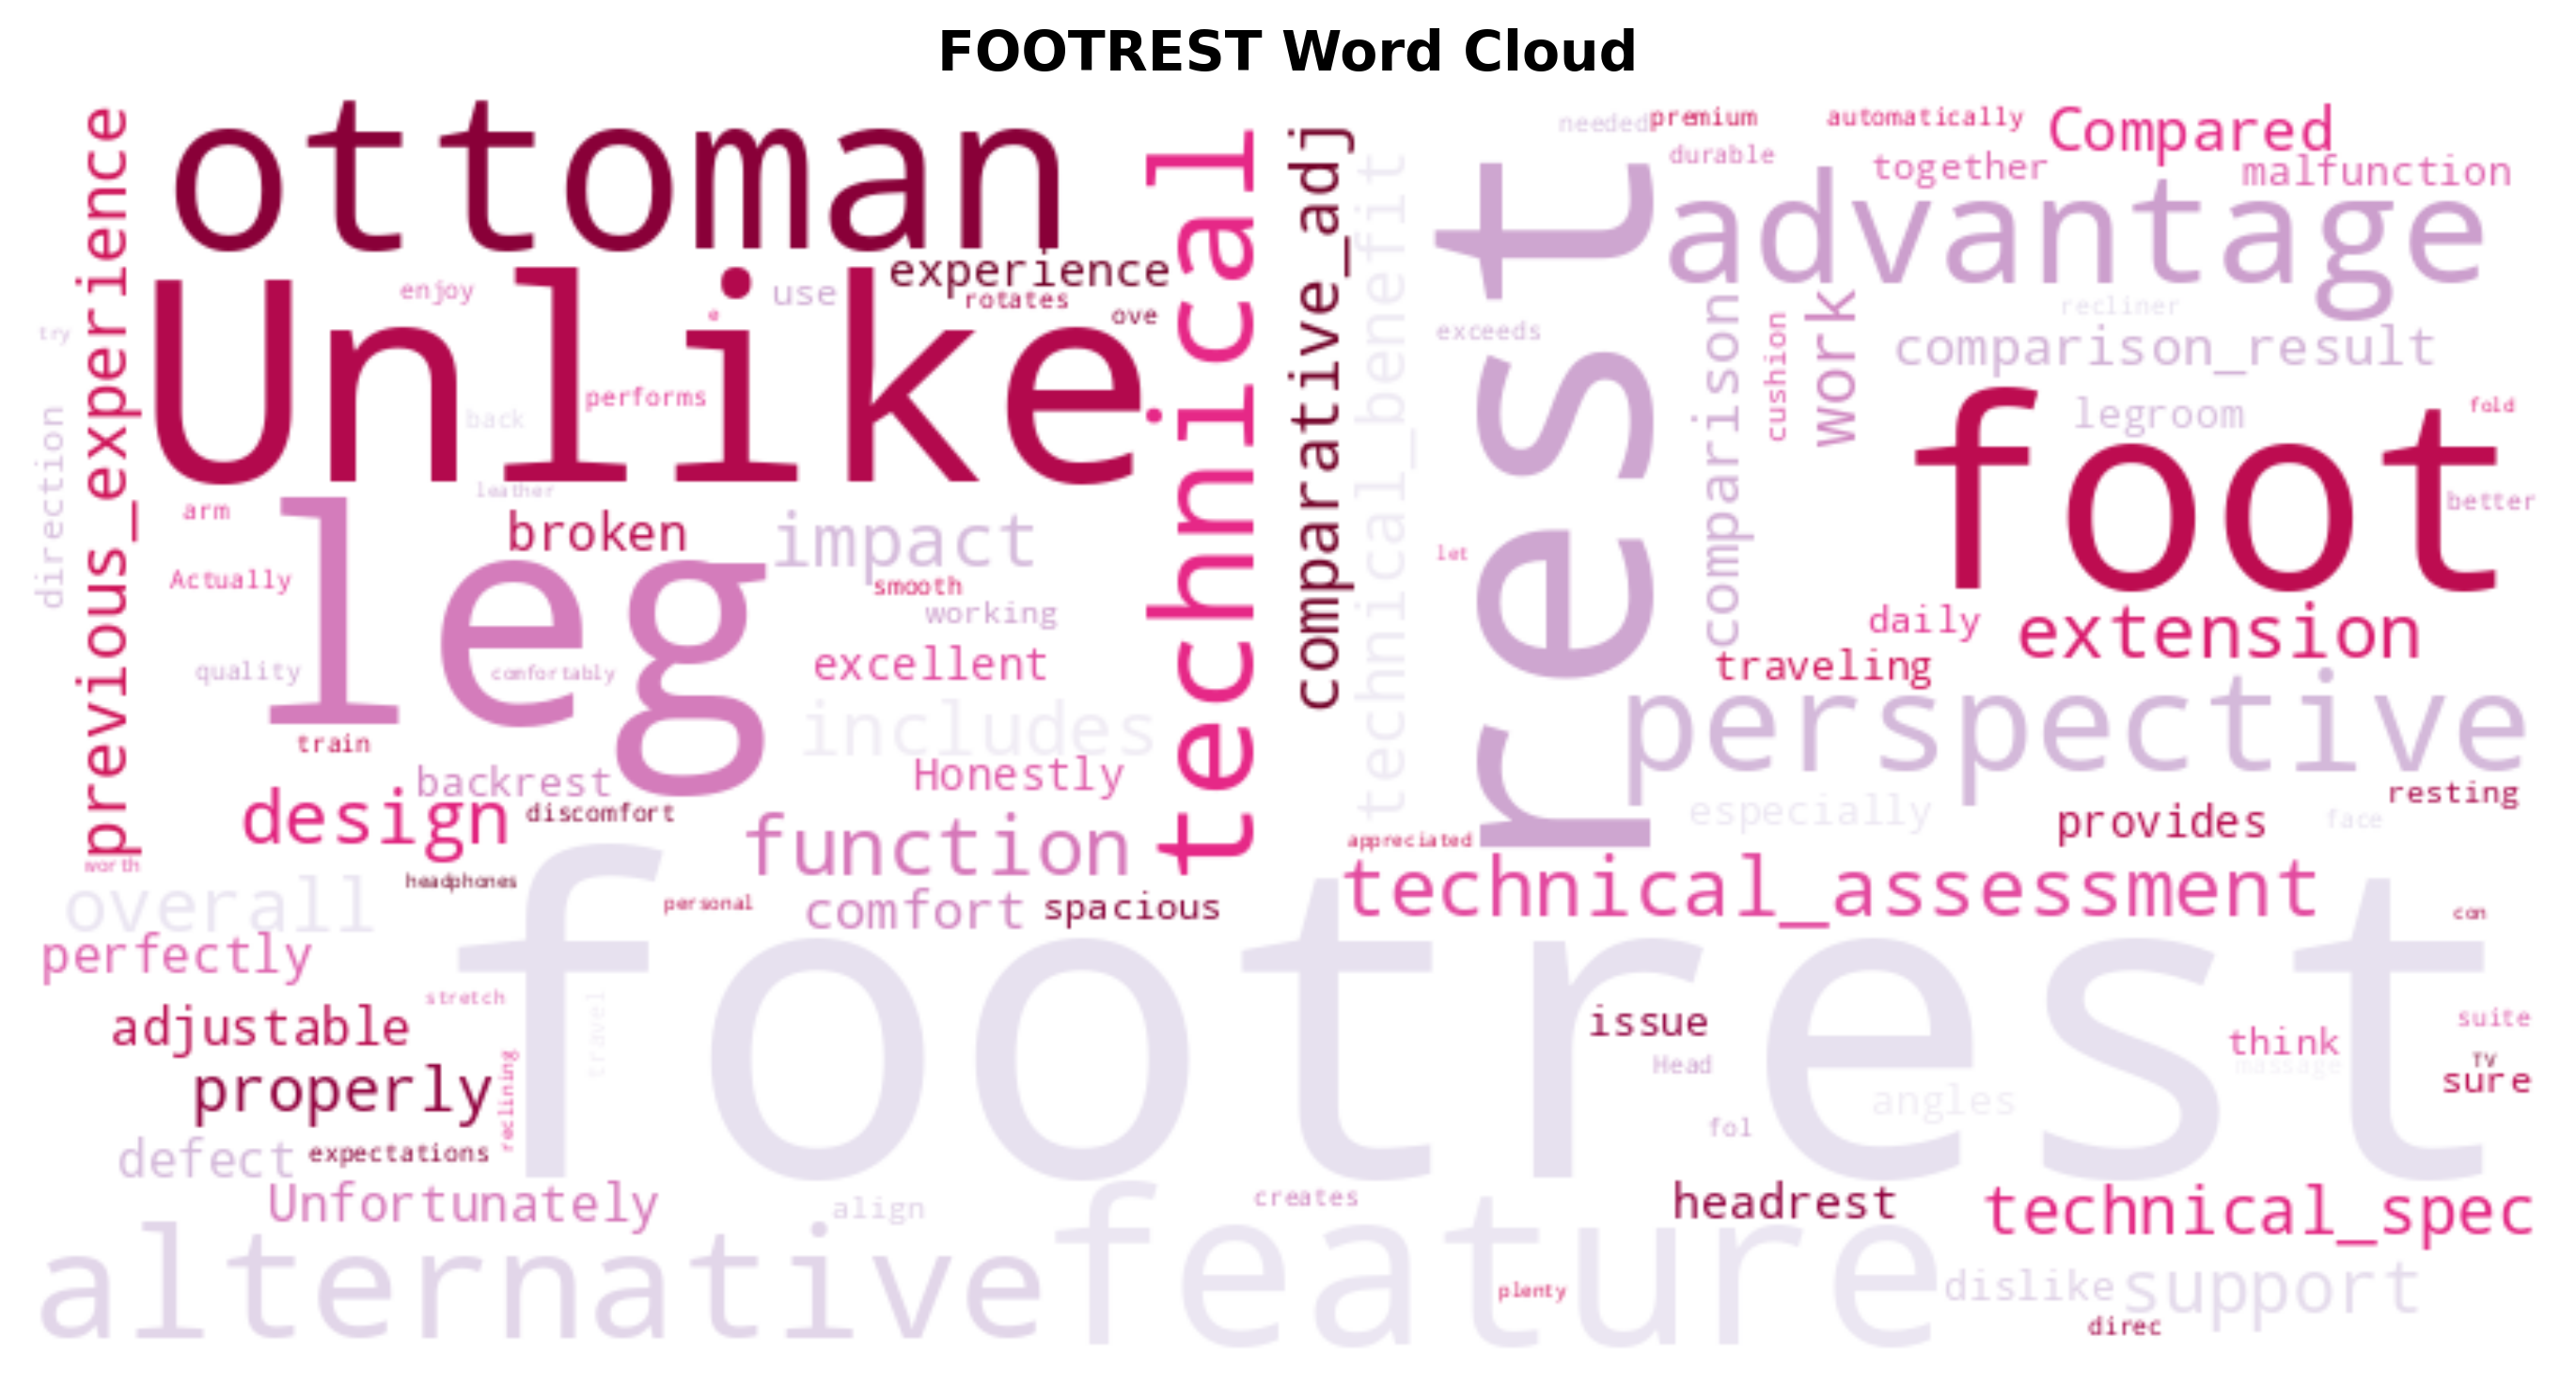 FOOTREST Word Cloud
previous_experience
ottoman
Unlike
technical
comparative_adj
technical_benefit
rest
needed
premium
automatically
Compared
durable
together
malfunction
advantage
experience
rotates
enjoy
use
e
ove
try
performs
back
direction
leather
arm
broken
impact
leg
Actually
smooth
working
quality
comfortably
excellent
includes
train
backrest
Honestly
design
discomfort
function
worth
headphones
overall
personal
comfort
spacious
perfectly
exceeds
comparison
cushion
work
recliner
comparison_result
legroom
fold
foot
better
let
daily
extension
traveling
perspective
resting
especially
provides
face
appreciated
technical_assessment
con
footrest
stretch
travel
adjustable
properly
reclining
defect
expectations
Unfortunately
issue
Head
fol
angles
think
massage
suite
TV
sure
align
creates
headrest
technical_spec
alternative
feature
plenty
dislike
support
direc